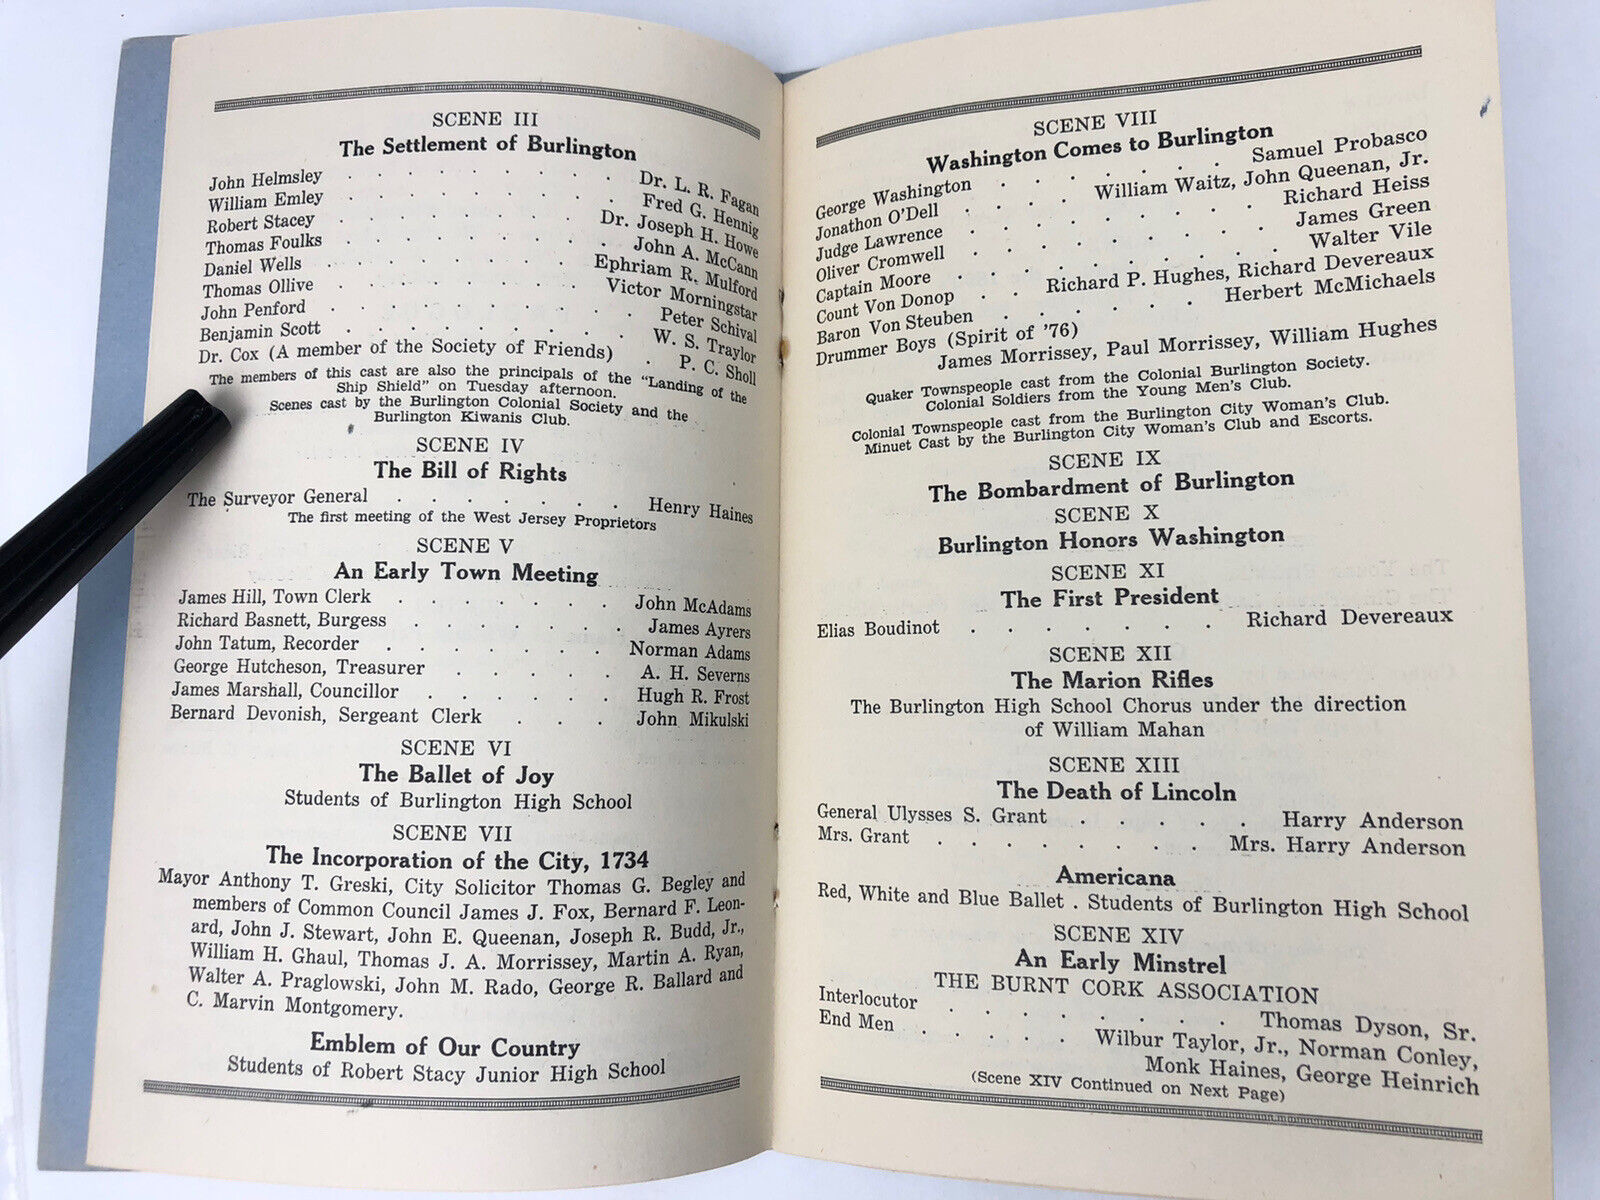 SCENE III
The Settlement of Burlington
John Helmsley . . . . . . . . . Dr. L. R. Fagan
William Emley . . . . . . . . . Fred G. Hennig
Robert Stacey . . . . . . . . Dr. Joseph H. Howe
Thomas Foulks . . . . . . . . . John A. McCann
Daniel Wells . . . . . . . . Ephriam R. Mulford
Thomas Ollive . . . . . . . . Victor Morningstar
John Penford . . . . . . . . . Peter Schival
Benjamin Scott . . . . . . . . . W. S. Traylor
Dr. Cox (A member of the Society of Friends) . P. C. Sholl
The members of this cast are also the principals of the "Landing of the
Ship Shield" on Tuesday afternoon.
Scenes cast by the Burlington Colonial Society and the
Burlington Kiwanis Club.
SCENE IV
The Bill of Rights
The Surveyor General . . . . . . . Henry Haines
The first meeting of the West Jersey Proprietors
SCENE V
An Early Town Meeting
James Hill, Town Clerk . . . . . . . John McAdams
Richard Basnett, Burgess . . . . . . . James Ayrers
John Tatum, Recorder . . . . . . . Norman Adams
George Hutcheson, Treasurer . . . . . A. H. Severns
James Marshall, Councillor . . . . . . Hugh R. Frost
Bernard Devonish, Sergeant Clerk . . . John Mikulski
SCENE VI
The Ballet of Joy
Students of Burlington High School
SCENE VII
The Incorporation of the City, 1734
Mayor Anthony T. Greski, City Solicitor Thomas G. Begley and
members of Common Council James J. Fox, Bernard F. Leon-
ard, John J. Stewart, John E. Queenan, Joseph R. Budd, Jr.,
William H. Ghaul, Thomas J. A. Morrissey, Martin A. Ryan,
Walter A. Praglowski, John M. Rado, George R. Ballard and
C. Marvin Montgomery.
Emblem of Our Country
Students of Robert Stacy Junior High School
SCENE VIII
Washington Comes to Burlington
George Washington . . . . . . Samuel Probasco
Jonathon O'Dell . . . . William Waitz, John Queenan, Jr.
Judge Lawrence . . . . . . . . Richard Heiss
Oliver Cromwell . . . . . . . . James Green
Captain Moore . . . . . . . . Walter Vile
Count Von Donop . . Richard P. Hughes, Richard Devereaux
Baron Von Steuben . . . . . . Herbert McMichaels
Drummer Boys (Spirit of '76)
James Morrissey, Paul Morrissey, William Hughes
Quaker Townspeople cast from the Colonial Burlington Society.
Colonial Soldiers from the Young Men's Club.
Colonial Townspeople cast from the Burlington City Woman's Club.
Minuet Cast by the Burlington City Woman's Club and Escorts.
SCENE IX
The Bombardment of Burlington
SCENE X
Burlington Honors Washington
SCENE XI
The First President
Elias Boudinot . . . . . . . Richard Devereaux
SCENE XII
The Marion Rifles
The Burlington High School Chorus under the direction
of William Mahan
SCENE XIII
The Death of Lincoln
General Ulysses S. Grant . . . . . Harry Anderson
Mrs. Grant . . . . . . . . Mrs. Harry Anderson
Americana
Red, White and Blue Ballet . Students of Burlington High School
SCENE XIV
An Early Minstrel
THE BURNT CORK ASSOCIATION
Interlocutor . . . . . . . . Thomas Dyson, Sr.
End Men . . . . Wilbur Taylor, Jr., Norman Conley,
Monk Haines, George Heinrich
(Scene XIV Continued on Next Page)